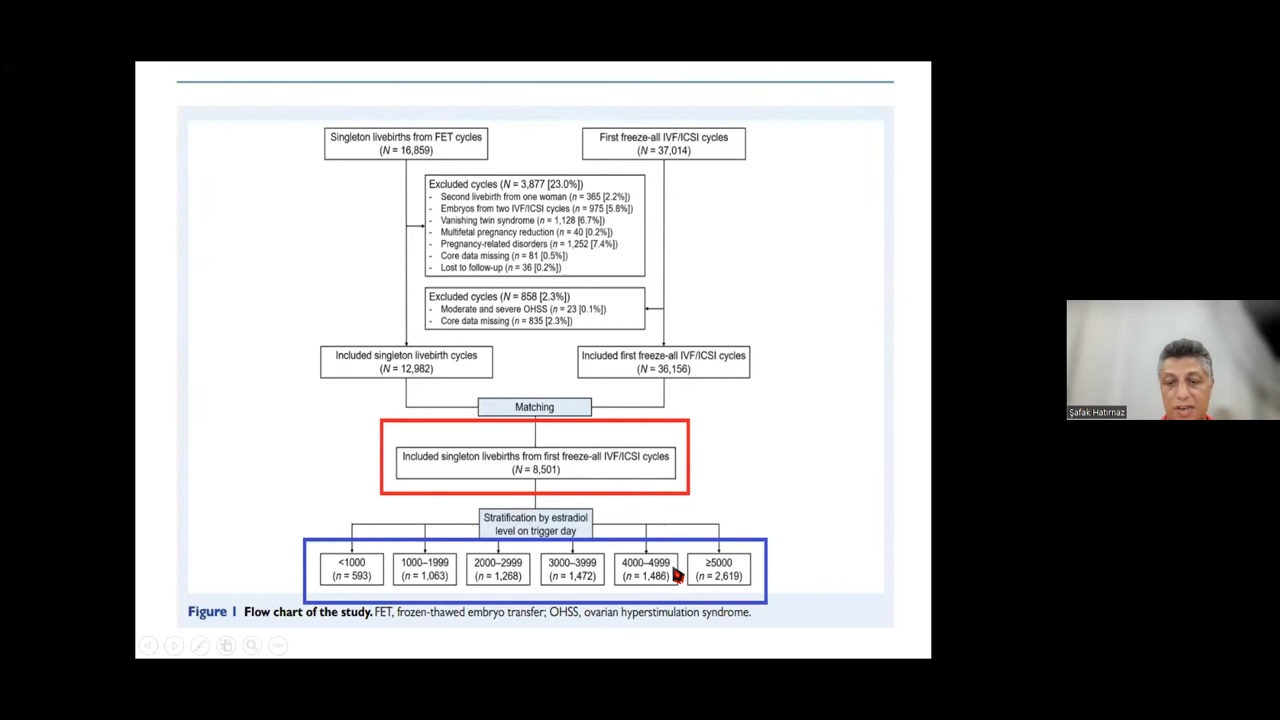 Singleton livebirths from FET cycles
(N = 16,859)
First freeze-all IVF/ICSI cycles
(N = 37,014)
Excluded cycles (N = 3,877 [23.0%])
- Second livebirth from one woman (n = 365 [2.2%)
- Embryos from two IVF/ICSI cycles (n = 975 [5.8%])
- Vanishing twin syndrome (n = 1,128 [6.7%])
- Multifetal pregnancy reduction (n = 40 [0.2%])
- Pregnancy-related disorders (n = 1,252 [7.4%])
- Core data missing (n = 81 [0.5%])
- Lost to follow-up (n = 36 [0.2%])
Excluded cycles (N = 858 [2.3%])
- Moderate and severe OHSS (n = 23 [0.1%])
- Core data missing (n = 835 [2.3%])
Included singleton livebirth cycles
(N = 12,982)
Included first freeze-all IVF/ICSI cycles
(N = 36,156)
Matching
Included singleton livebirths from first freeze-all IVF/ICSI cycles
(N = 8,501)
Stratification by estradiol
level on trigger day
<1000
(n = 593)
1000–1999
(n = 1,063)
2000–2999
(n = 1,268)
3000–3999
(n = 1,472)
4000–4999
(n = 1,486)
≥5000
(n = 2,619)
Figure 1 Flow chart of the study. FET, frozen-thawed embryo transfer; OHSS, ovarian hyperstimulation syndrome.
Şafak Hatırnaz